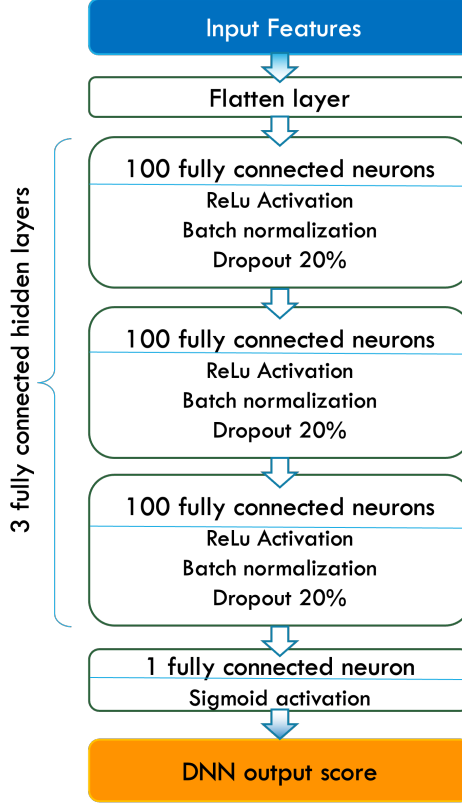 Input Features
Flatten layer
3 fully connected hidden layers
100 fully connected neurons
ReLu Activation
Batch normalization
Dropout 20%
100 fully connected neurons
ReLu Activation
Batch normalization
Dropout 20%
100 fully connected neurons
ReLu Activation
Batch normalization
Dropout 20%
1 fully connected neuron
Sigmoid activation
DNN output score